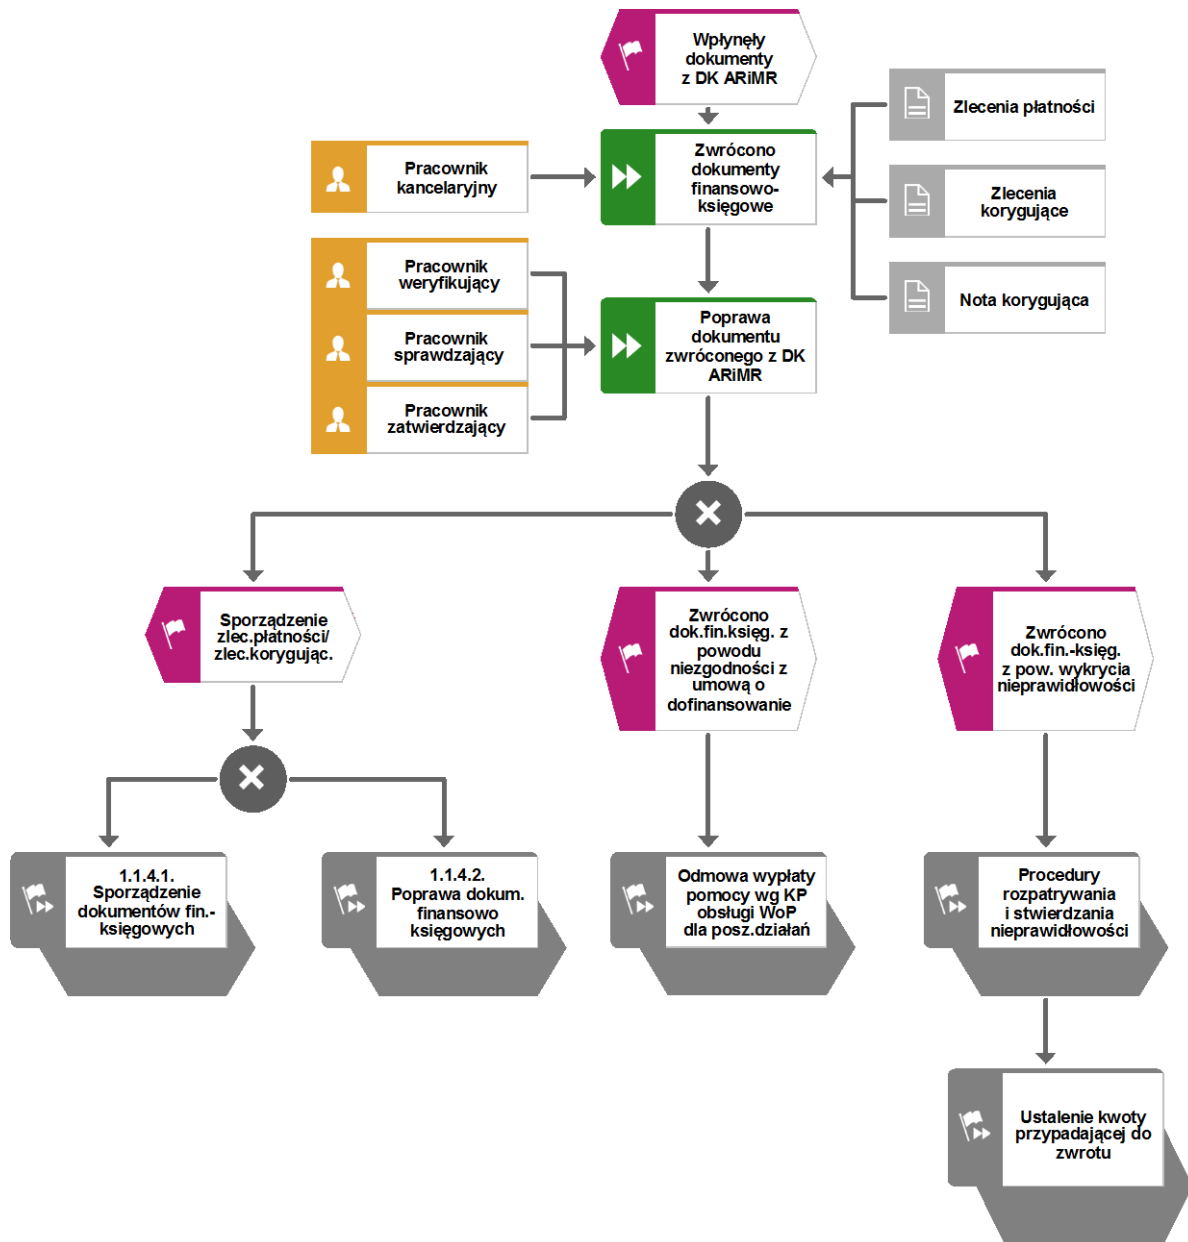 Wpłynęły
dokumenty
z DK ARiMR
Zlecenia płatności
Pracownik
kancelaryjny
Zwrócono
dokumenty
finansowo-
księgowe
Zlecenia
korygujące
Pracownik
weryfikujący
Nota korygująca
Pracownik
sprawdzający
Poprawa
dokumentu
zwróconego z DK
ARiMR
Pracownik
zatwierdzający
Sporządzenie
zlec.płatności/
zlec.korygując.
Zwrócono
dok.fin.księg. z
powodu
niezgodności z
umową o
dofinansowanie
Zwrócono
dok.fin.-księg.
z pow. wykrycia
nieprawidłowości
1.1.4.1.
Sporządzenie
dokumentów fin.-
księgowych
1.1.4.2.
Poprawa dokum.
finansowo
księgowych
Odmowa wypłaty
pomocy wg KP
obsługi WoP
dla posz.działań
Procedury
rozpatrywania
i stwierdzania
nieprawidłowości
Ustalenie kwoty
przypadającej do
zwrotu